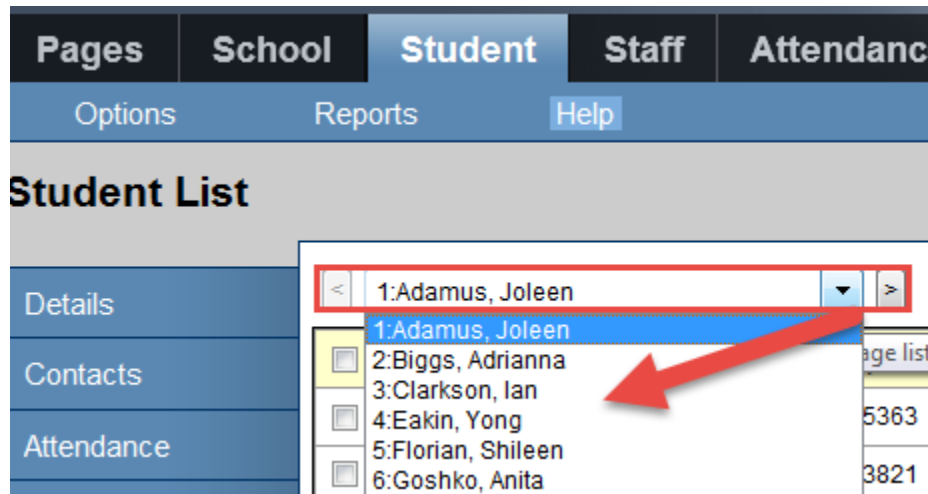 Pages School Student Staff Attendanc
Options Reports Help
Student List
Details
Contacts
Attendance
< 1:Adamus, Joleen >
1:Adamus, Joleen
2:Biggs, Adrianna
3:Clarkson, Ian
4:Eakin, Yong
5:Florian, Shileen
6:Goshko, Anita
age list
5363
3821